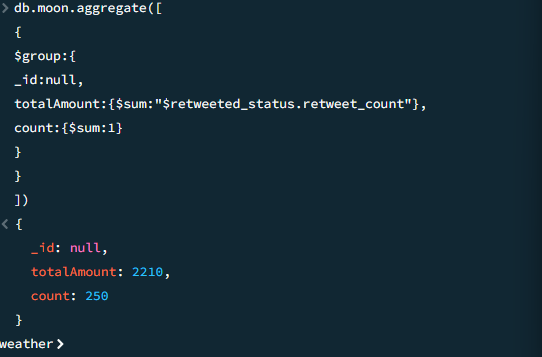 > db.moon.aggregate([
{
$group:{
_id:null,
totalAmount:{$sum:"$retweeted_status.retweet_count"},
count:{$sum:1}
}
}
])
< {
_id: null,
totalAmount: 2210,
count: 250
}
weather>